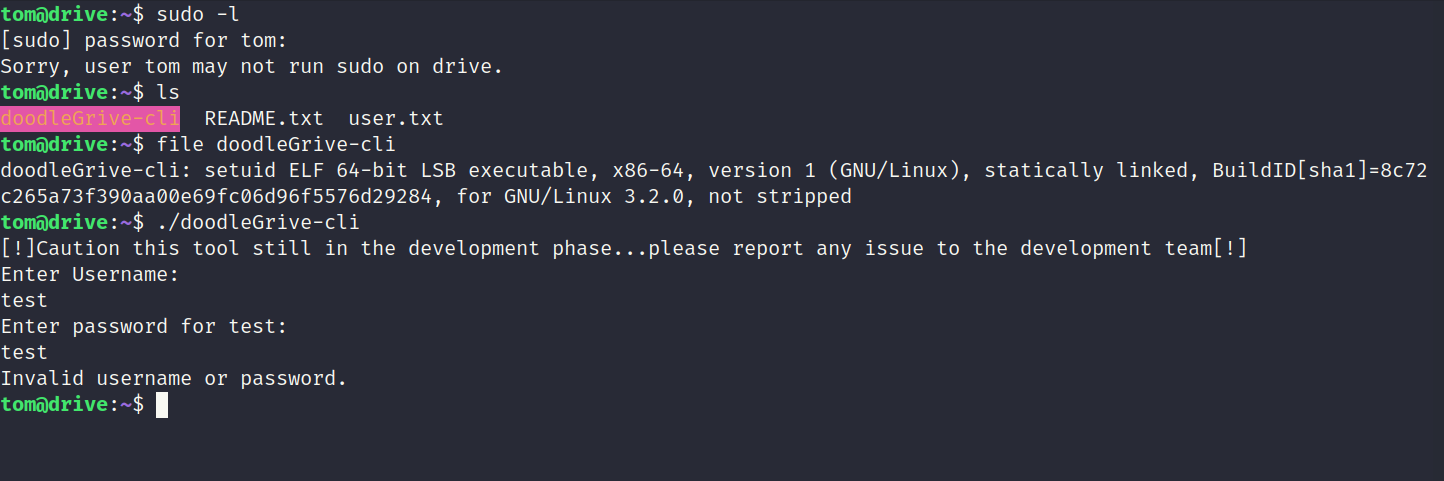 tom@drive:~$ sudo -l
[sudo] password for tom:
Sorry, user tom may not run sudo on drive.
tom@drive:~$ ls
doodleGrive-cli  README.txt  user.txt
tom@drive:~$ file doodleGrive-cli
doodleGrive-cli: setuid ELF 64-bit LSB executable, x86-64, version 1 (GNU/Linux), statically linked, BuildID[sha1]=8c72
c265a73f390aa00e69fc06d96f5576d29284, for GNU/Linux 3.2.0, not stripped
tom@drive:~$ ./doodleGrive-cli
[!]Caution this tool still in the development phase...please report any issue to the development team[!]
Enter Username:
test
Enter password for test:
test
Invalid username or password.
tom@drive:~$